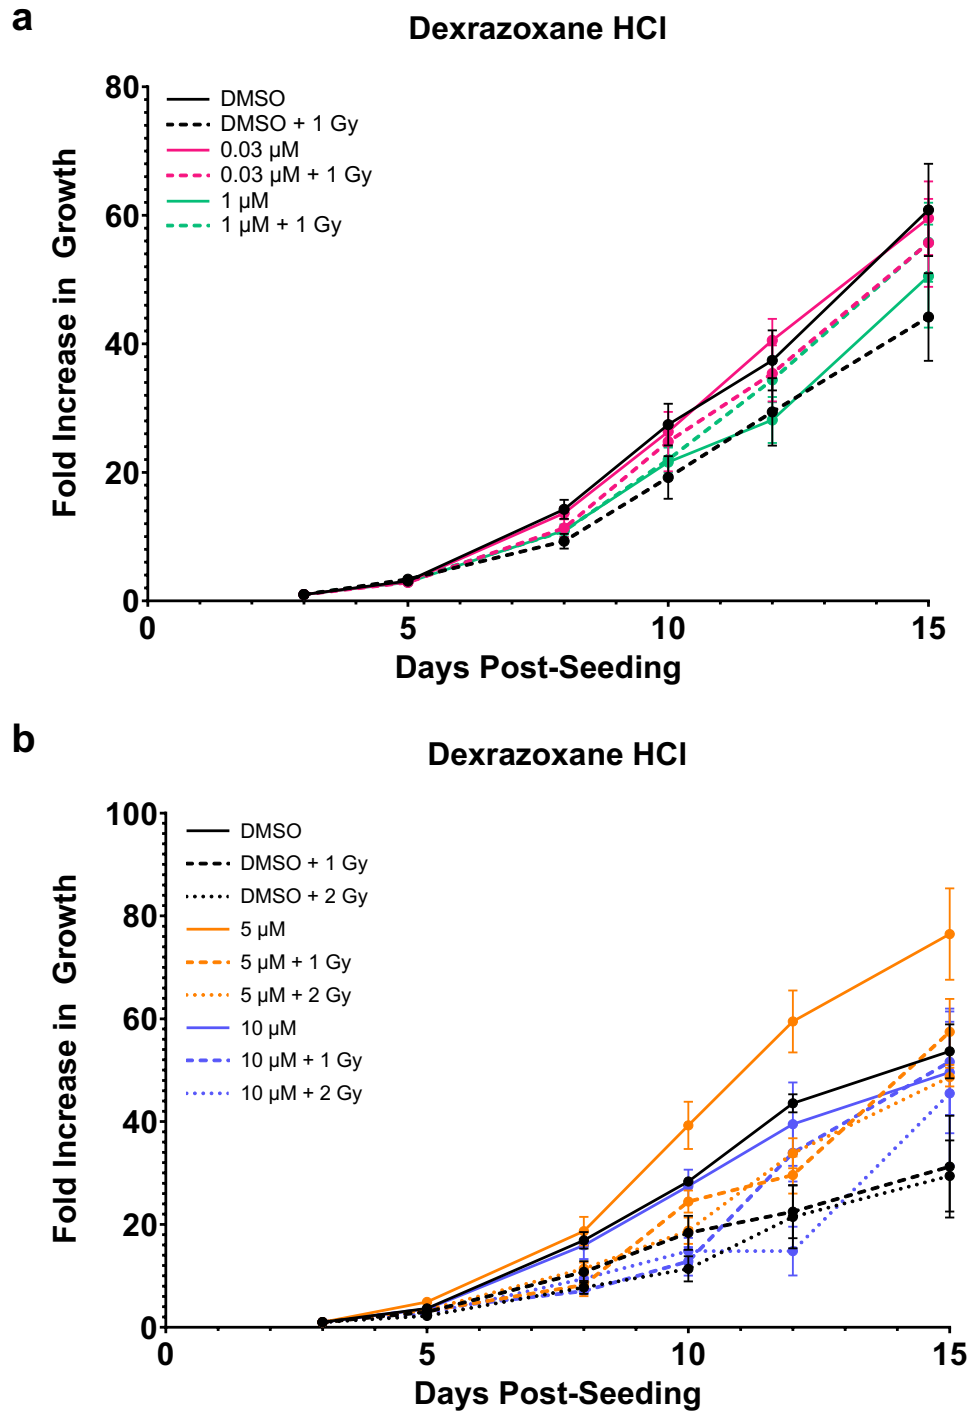 a
Dexrazoxane HCl
80
60
40
20
0
Fold Increase in Growth
DMSO
DMSO + 1 Gy
0.03 µM
0.03 µM + 1 Gy
1 µM
1 µM + 1 Gy
0 5 10 15
Days Post-Seeding
b
Dexrazoxane HCl
100
80
60
40
20
0
Fold Increase in Growth
DMSO
DMSO + 1 Gy
DMSO + 2 Gy
5 µM
5 µM + 1 Gy
5 µM + 2 Gy
10 µM
10 µM + 1 Gy
10 µM + 2 Gy
0 5 10 15
Days Post-Seeding